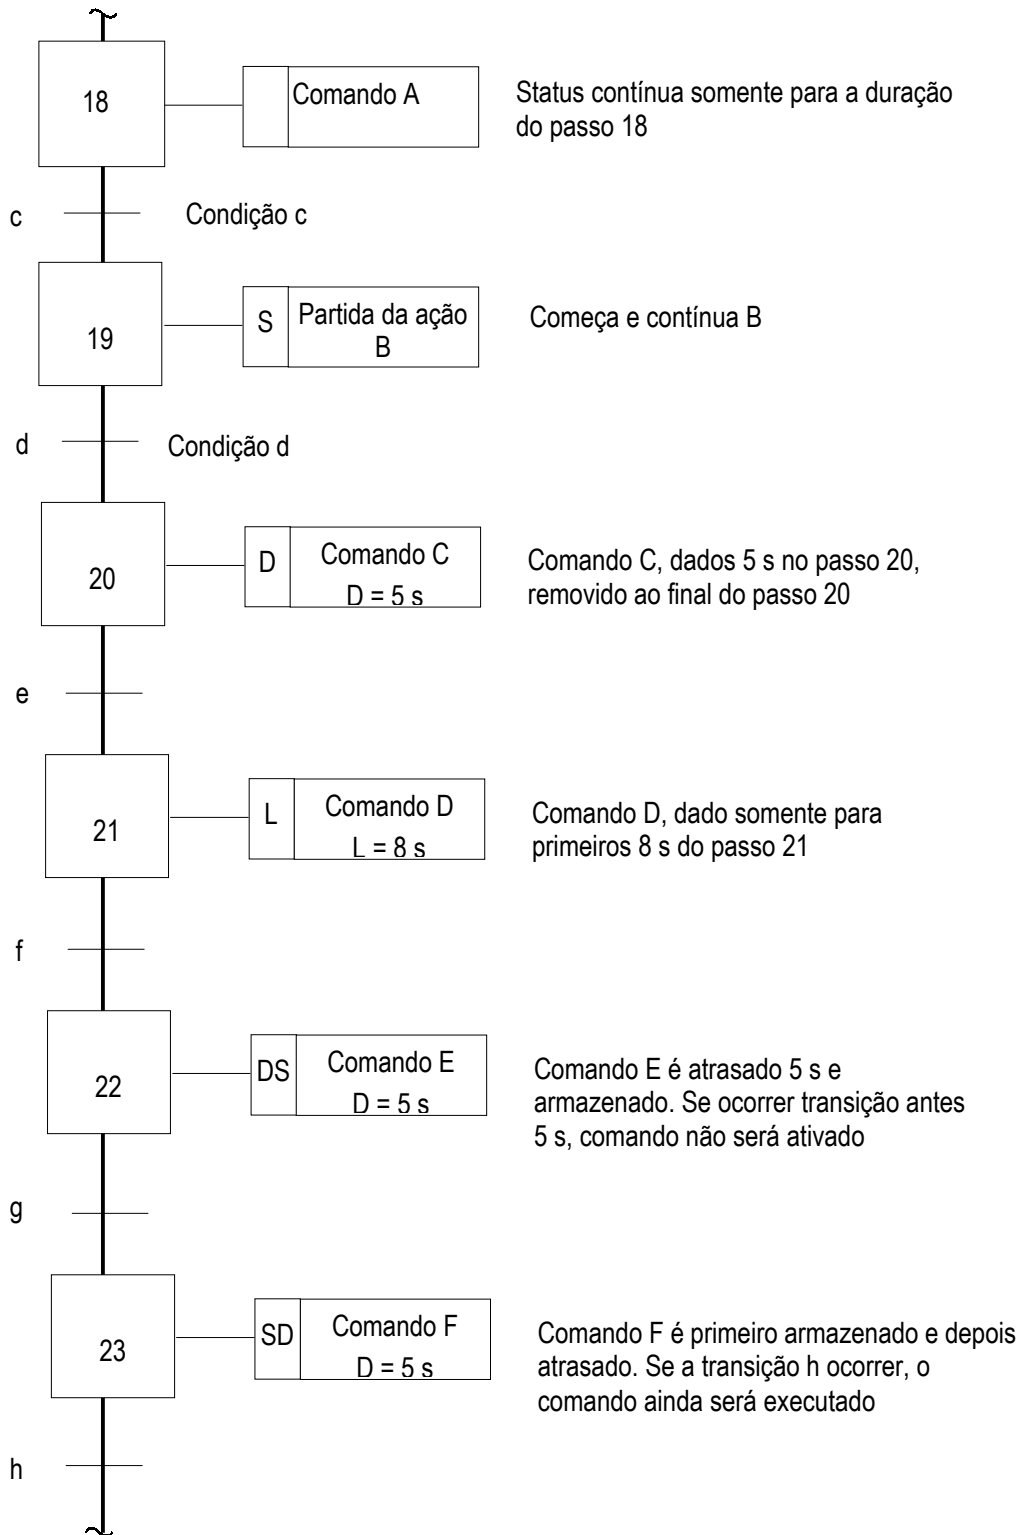 18
Comando A
Status contínua somente para a duração
do passo 18
c
Condição c
19
S
Partida da ação
B
Começa e contínua B
d
Condição d
20
D
Comando C
D = 5 s
Comando C, dados 5 s no passo 20,
removido ao final do passo 20
e
21
L
Comando D
L = 8 s
Comando D, dado somente para
primeiros 8 s do passo 21
f
22
DS
Comando E
D = 5 s
Comando E é atrasado 5 s e
armazenado. Se ocorrer transição antes
5 s, comando não será ativado
g
23
SD
Comando F
D = 5 s
Comando F é primeiro armazenado e depois
atrasado. Se a transição h ocorrer, o
comando ainda será executado
h